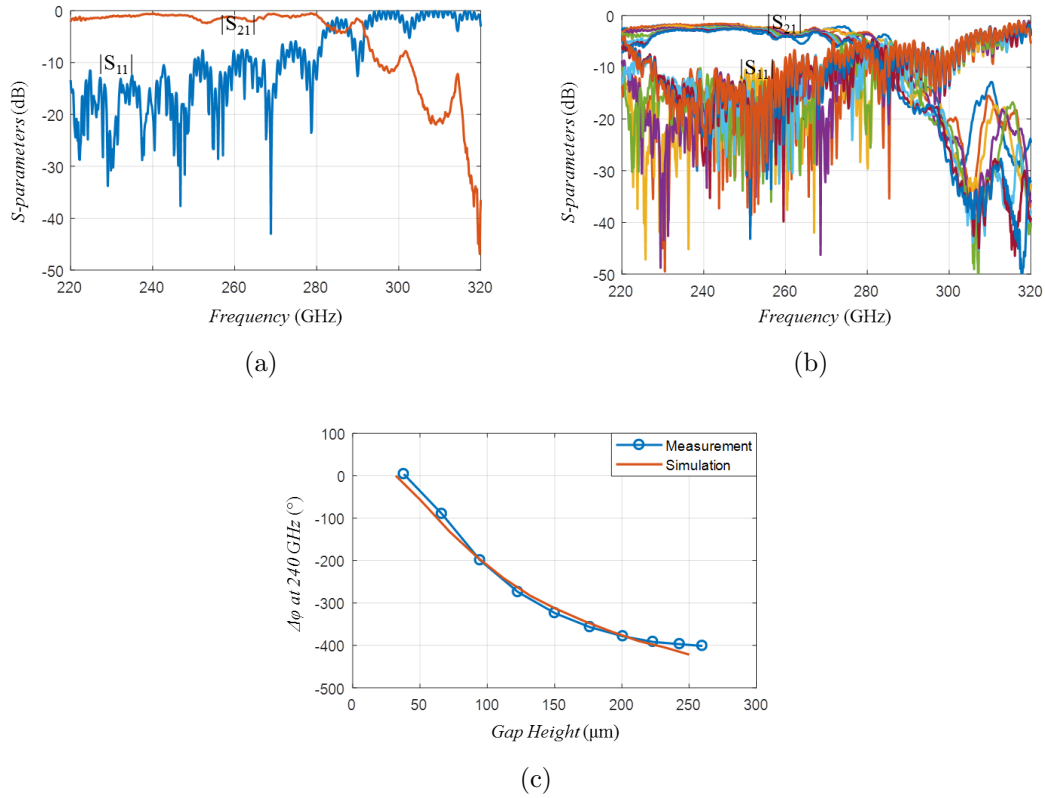 0
-10
-20
-30
-40
-50
S-parameters (dB)
|S11|
|S21|
220 240 260 280 300 320
Frequency (GHz)
(a)
0
-10
-20
-30
-40
-50
S-parameters (dB)
|S21|
|S11|
220 240 260 280 300 320
Frequency (GHz)
(b)
100
0
-100
-200
-300
-400
-500
Δφ at 240 GHz (°)
Measurement
Simulation
0 50 100 150 200 250 300
Gap Height (μm)
(c)